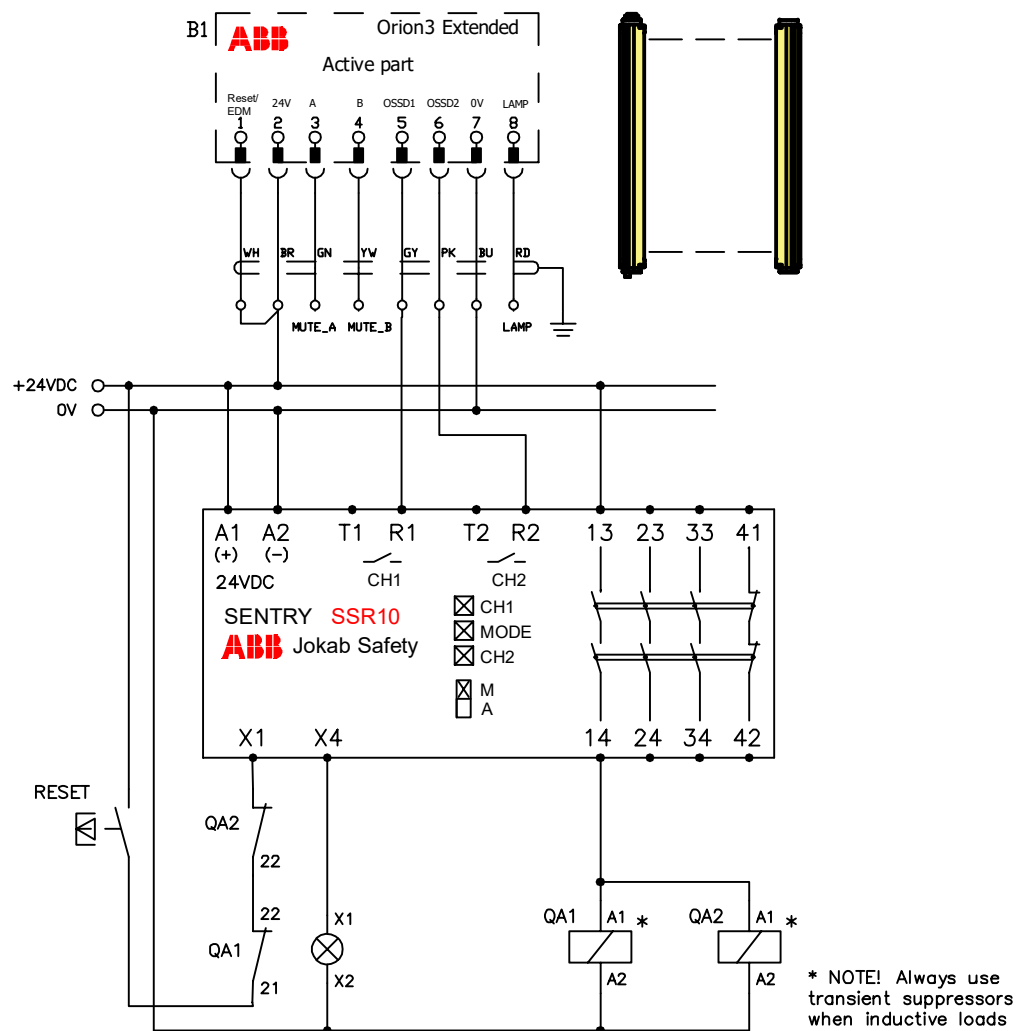 B1 ABB Orion3 Extended
Active part
Reset/
EDM 24V A B OSSD1 OSSD2 0V LAMP
1 2 3 4 5 6 7 8
WH BR GN YW GY PK BU RD
MUTE_A MUTE_B LAMP
+24VDC
0V
A1 A2 T1 R1 T2 R2 13 23 33 41
(+) (-)
24VDC CH1 CH2
SENTRY SSR10
ABB Jokab Safety
CH1
MODE
CH2
M
A
X1 X4 14 24 34 42
RESET
QA2
22
22
QA1
21
X1
X2
QA1 A1 *
A2
QA2 A1 *
A2
* NOTE! Always use
transient suppressors
when inductive loads